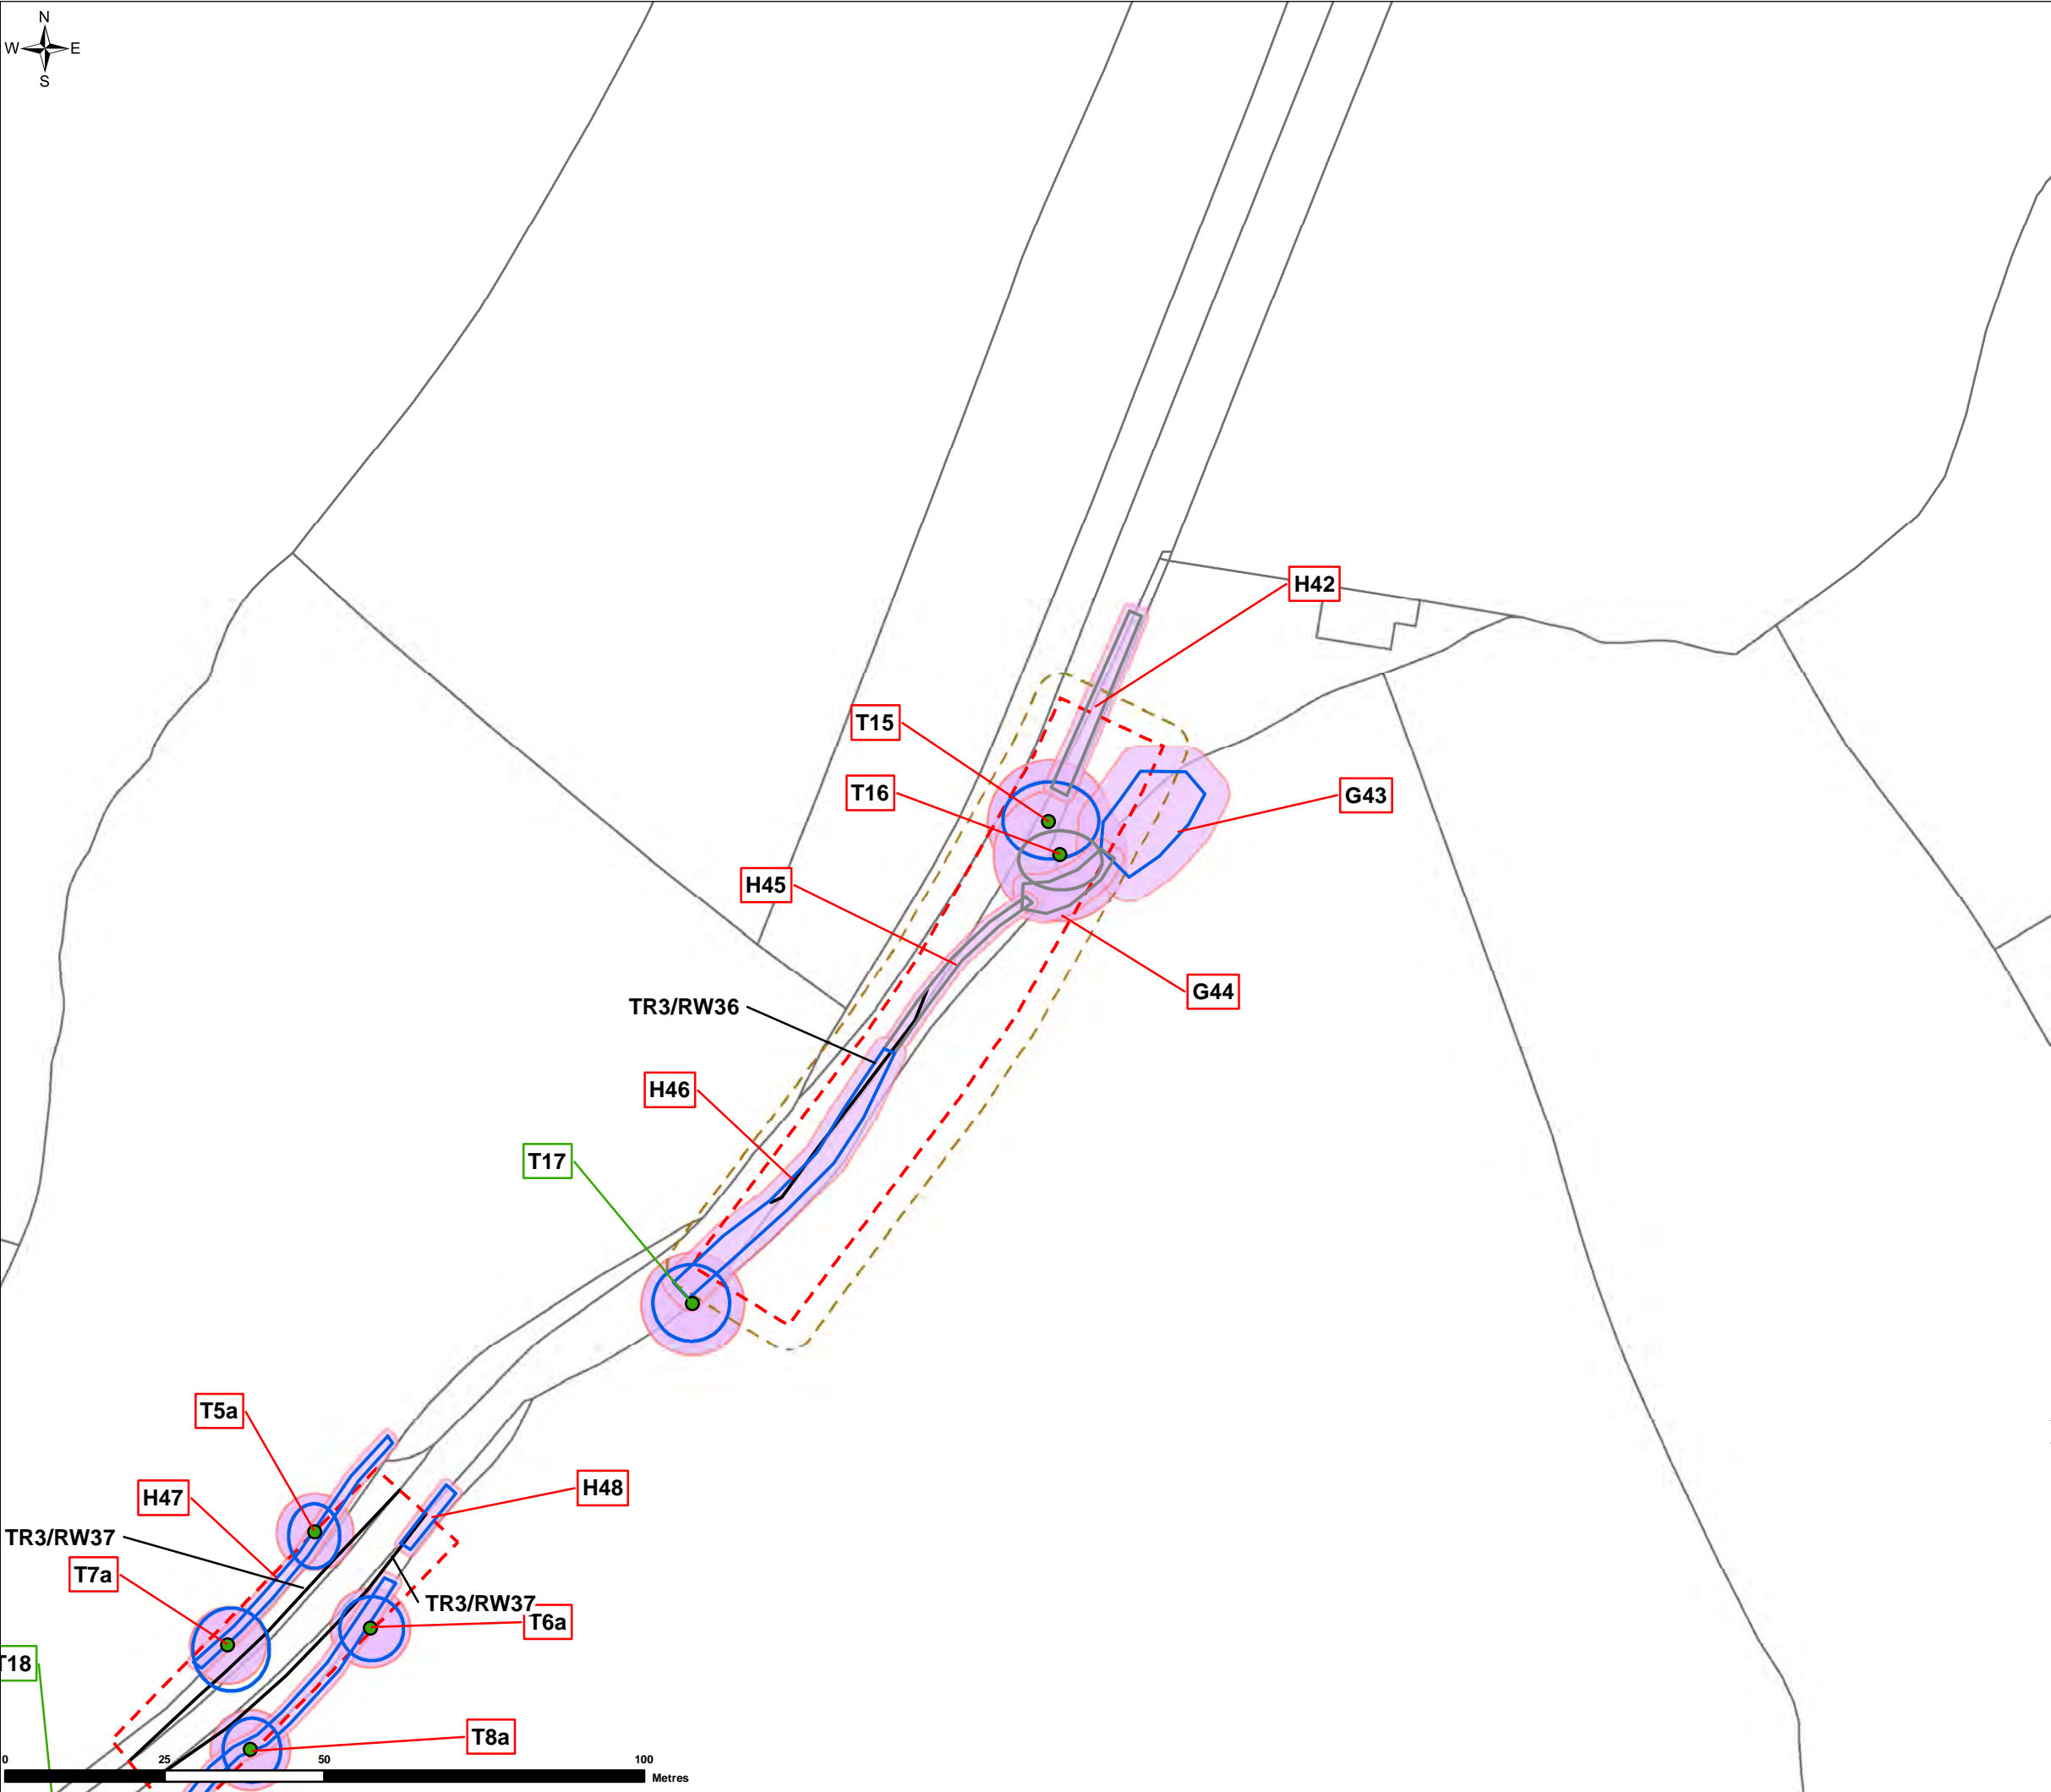 N
W E
S
H42
T15
T16
G43
H45
G44
TR3/RW36
H46
T17
T5a
H48
H47
TR3/RW37
T7a
TR3/RW37
T6a
T18
T8a
0 25 50 100
Metres